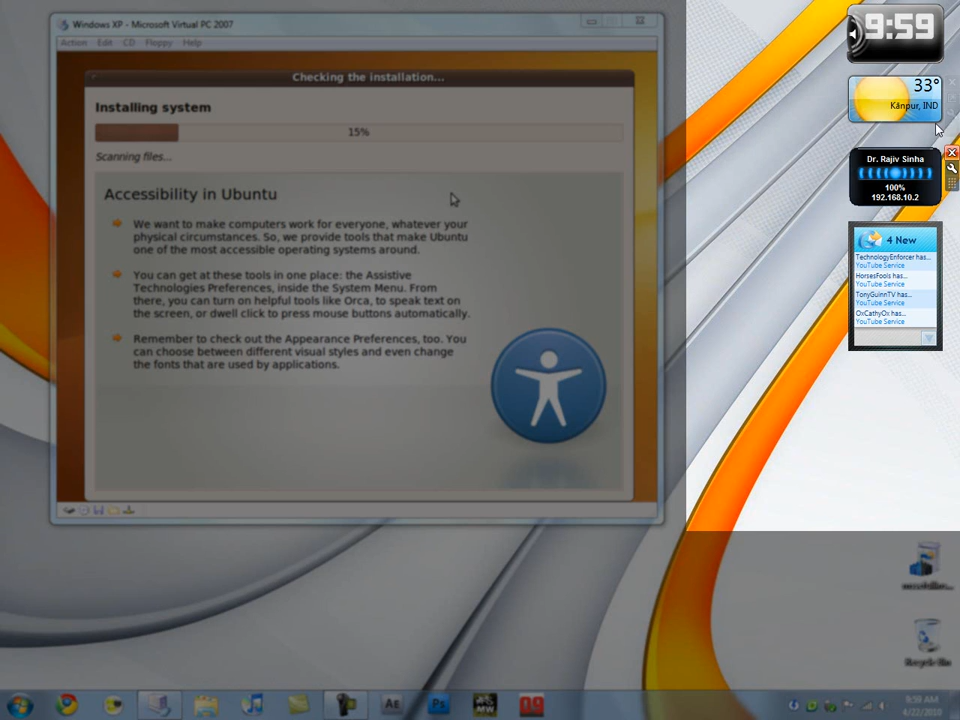 Windows XP - Microsoft Virtual PC 2007
Action Edit CD Floppy Help
Checking the installation...
Installing system
15%
Scanning files...
Accessibility in Ubuntu
We want to make computers work for everyone, whatever your
physical circumstances. So, we provide tools that make Ubuntu
one of the most accessible operating systems around.
You can get at these tools in one place: the Assistive
Technologies Preferences, inside the System Menu. From
there, you can turn on helpful tools like Orca, to speak text on
the screen, or dwell click to press mouse buttons automatically.
Remember to check out the Appearance Preferences, too. You
can choose between different visual styles and even change
the fonts that are used by applications.
9:59
33°
Kānpur, IND
Dr. Rajiv Sinha
100%
192.168.10.2
4 New
TechnologyEnforcer has...
YouTube Service
HorsesFools has...
YouTube Service
TonyGuinnTV has...
YouTube Service
OxCathyOx has...
YouTube Service
Recycle Bin
AE
Ps
MW
9:59 AM
4/22/2010